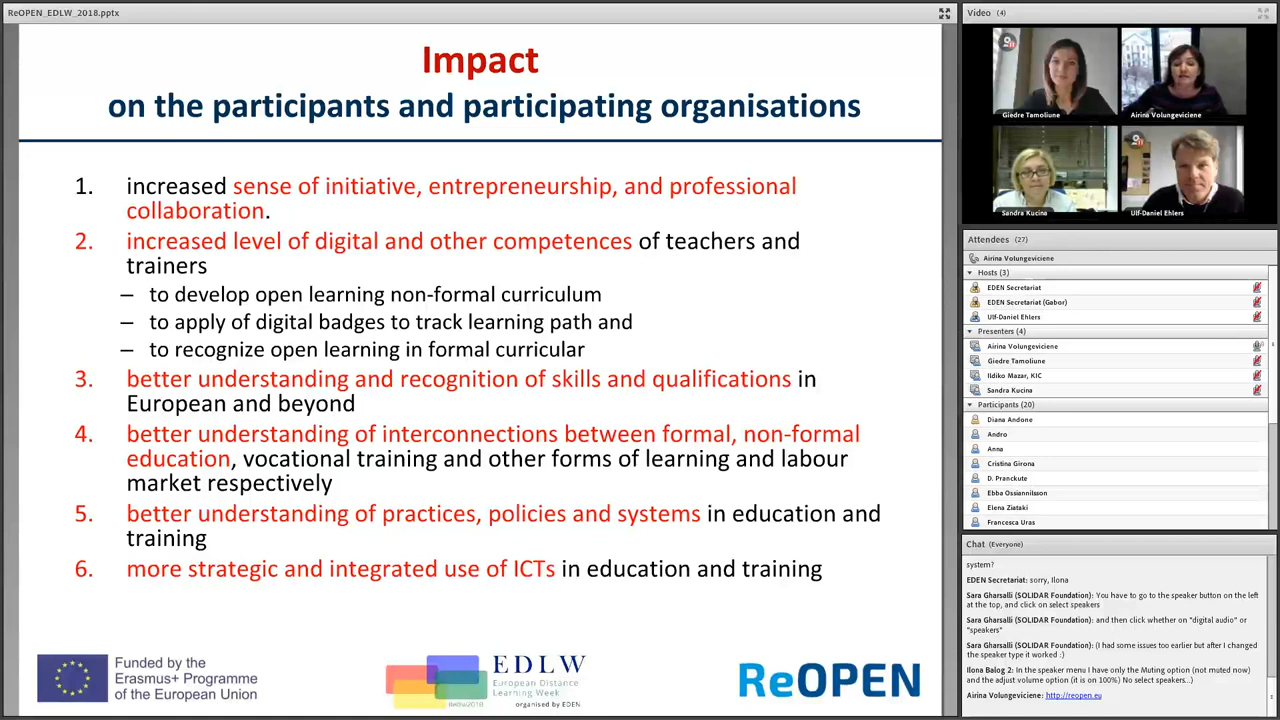 ReOPEN_EDLW_2018.pptx
Impact
on the participants and participating organisations
1. increased sense of initiative, entrepreneurship, and professional
collaboration.
2. increased level of digital and other competences of teachers and
trainers
– to develop open learning non-formal curriculum
– to apply of digital badges to track learning path and
– to recognize open learning in formal curricular
3. better understanding and recognition of skills and qualifications in
European and beyond
4. better understanding of interconnections between formal, non-formal
education, vocational training and other forms of learning and labour
market respectively
5. better understanding of practices, policies and systems in education and
training
6. more strategic and integrated use of ICTs in education and training
Funded by the
Erasmus+ Programme
of the European Union
EDLW
European Distance
Learning Week
organised by EDEN
ReOPEN
Video (4)
Giedre Tamoliune
Airina Volungeviciene
Sandra Kucina
Ulf-Daniel Ehlers
Attendees (27)
Airina Volungeviciene
Hosts (3)
EDEN Secretariat
EDEN Secretariat (Gabor)
Ulf-Daniel Ehlers
Presenters (4)
Airina Volungeviciene
Giedre Tamoliune
Ildiko Mazar, KIC
Sandra Kucina
Participants (20)
Diana Andone
Andro
Anna
Cristina Girona
D. Pranckute
Ebba Ossiannilsson
Elena Ziataki
Francesca Uras
Chat (Everyone)
system?
EDEN Secretariat: sorry, Ilona
Sara Gharsalli (SOLIDAR Foundation): You have to go to the speaker button on the left
at the top, and click on select speakers
Sara Gharsalli (SOLIDAR Foundation): and then click whether on "digital audio" or
"speakers"
Sara Gharsalli (SOLIDAR Foundation): (I had some issues too earlier but after I changed
the speaker type it worked :)
Ilona Balog 2: In the speaker menu I have only the Muting option (not muted now)
and the adjust volume option (it is on 100%) No select speakers...)
Airina Volungeviciene: http://reopen.eu